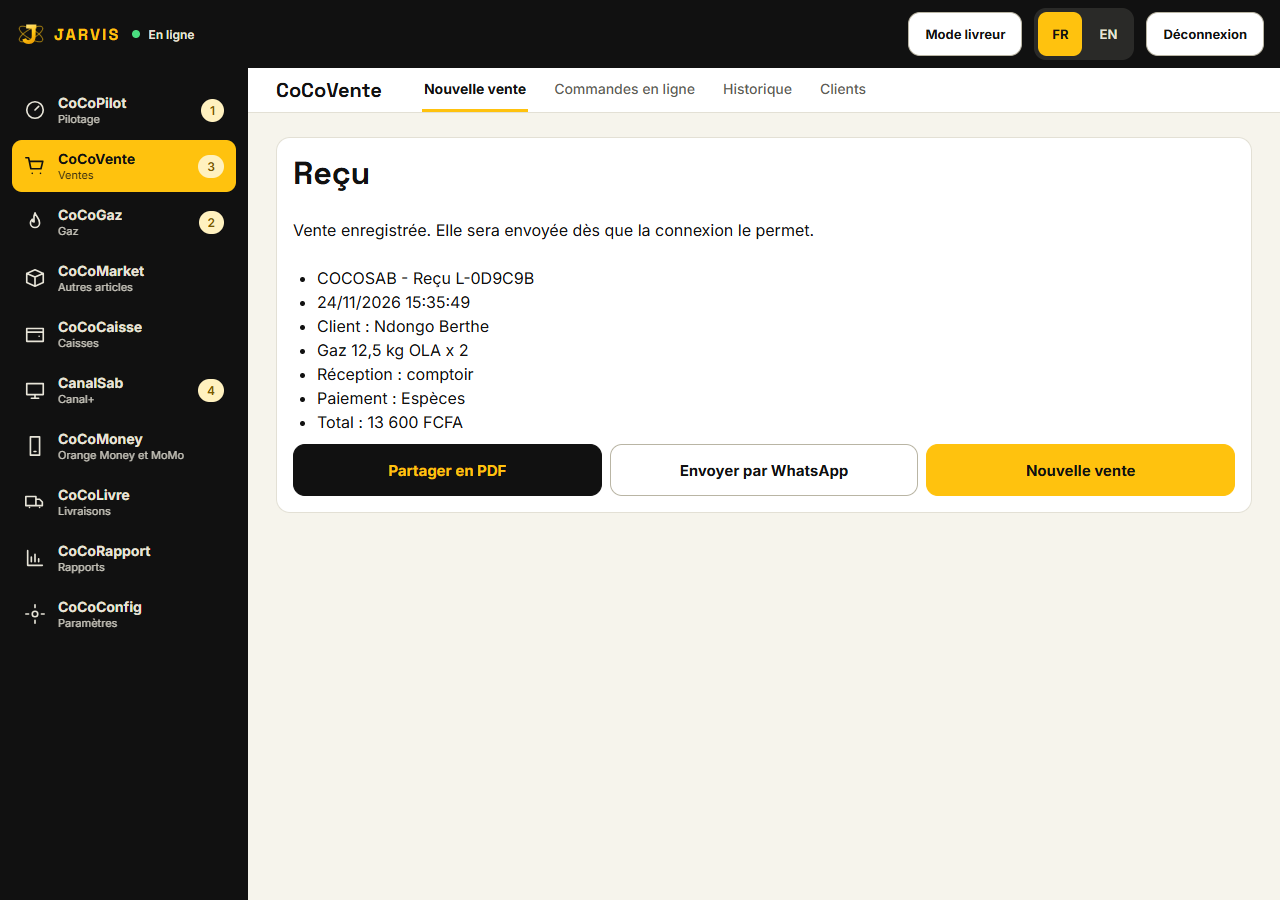 JARVIS
En ligne
Mode livreur
FR
EN
Déconnexion
CoCoPilot
Pilotage
1
CoCoVente
Ventes
3
CoCoGaz
Gaz
2
CoCoMarket
Autres articles
CoCoCaisse
Caisses
CanalSab
Canal+
4
CoCoMoney
Orange Money et MoMo
CoCoLivre
Livraisons
CoCoRapport
Rapports
CoCoConfig
Paramètres
CoCoVente
Nouvelle vente
Commandes en ligne
Historique
Clients
Reçu
Vente enregistrée. Elle sera envoyée dès que la connexion le permet.
• COCOSAB - Reçu L-0D9C9B
• 24/11/2026 15:35:49
• Client : Ndongo Berthe
• Gaz 12,5 kg OLA x 2
• Réception : comptoir
• Paiement : Espèces
• Total : 13 600 FCFA
Partager en PDF
Envoyer par WhatsApp
Nouvelle vente